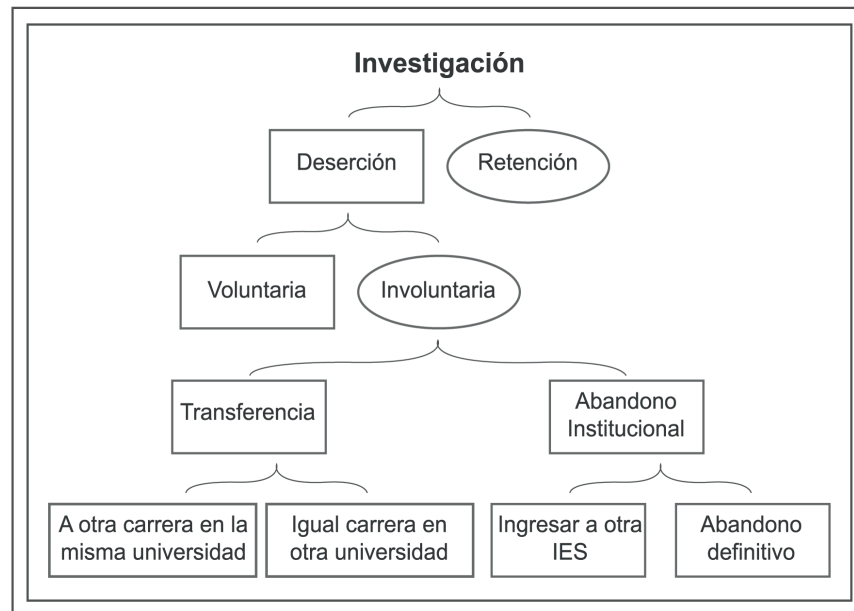 Investigación
Deserción
Retención
Voluntaria
Involuntaria
Transferencia
Abandono
Institucional
A otra carrera en la
misma universidad
Igual carrera en
otra universidad
Ingresar a otra
IES
Abandono
definitivo